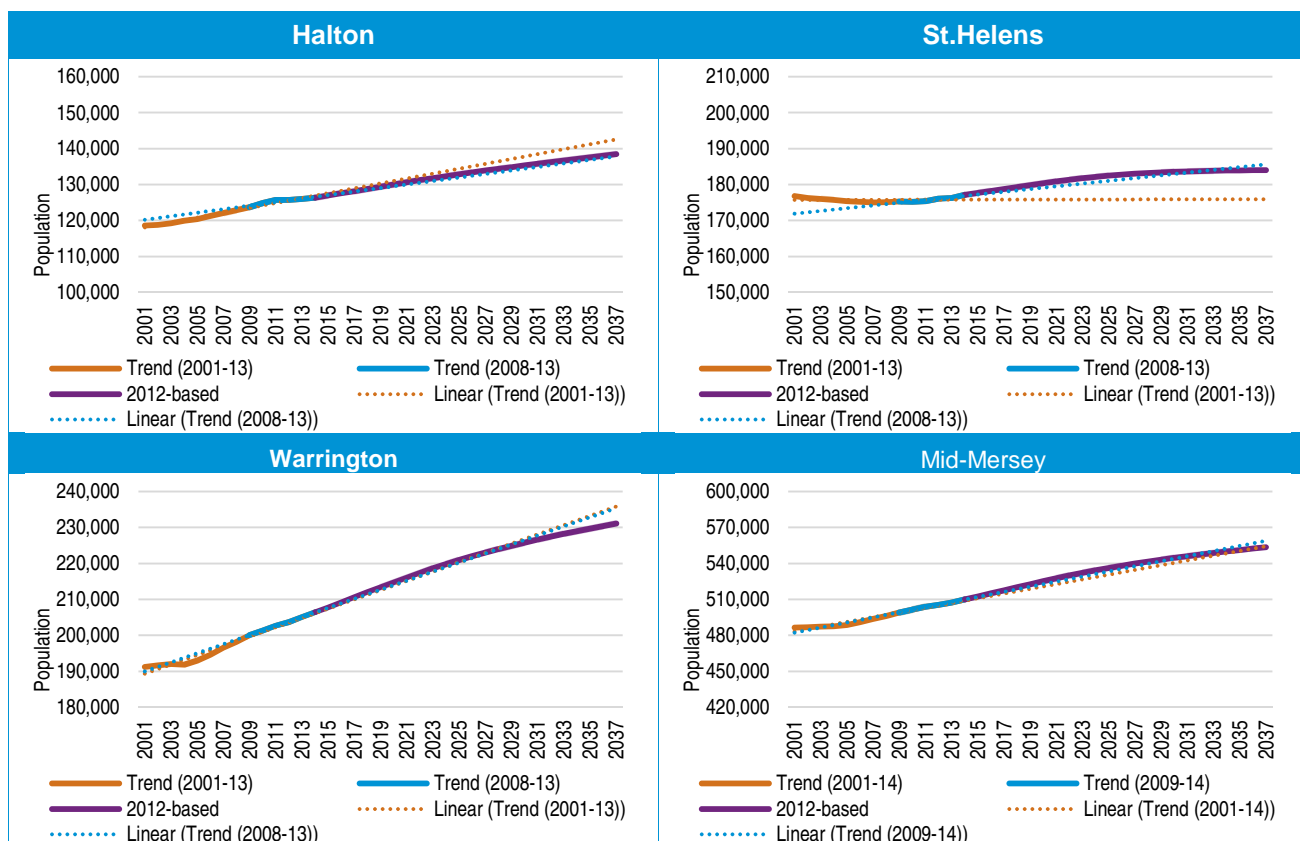 Halton
160,000
150,000
140,000
130,000
120,000
110,000
100,000
Population
2001 2003 2005 2007 2009 2011 2013 2015 2017 2019 2021 2023 2025 2027 2029 2031 2033 2035 2037
Trend (2001-13) Trend (2008-13)
2012-based Linear (Trend (2001-13))
Linear (Trend (2008-13))
St.Helens
210,000
200,000
190,000
180,000
170,000
160,000
150,000
Population
2001 2003 2005 2007 2009 2011 2013 2015 2017 2019 2021 2023 2025 2027 2029 2031 2033 2035 2037
Trend (2001-13) Trend (2008-13)
2012-based Linear (Trend (2001-13))
Linear (Trend (2008-13))
Warrington
240,000
230,000
220,000
210,000
200,000
190,000
180,000
Population
2001 2003 2005 2007 2009 2011 2013 2015 2017 2019 2021 2023 2025 2027 2029 2031 2033 2035 2037
Trend (2001-13) Trend (2008-13)
2012-based Linear (Trend (2001-13))
Linear (Trend (2008-13))
Mid-Mersey
600,000
570,000
540,000
510,000
480,000
450,000
420,000
Population
2001 2003 2005 2007 2009 2011 2013 2015 2017 2019 2021 2023 2025 2027 2029 2031 2033 2035 2037
Trend (2001-14) Trend (2009-14)
2012-based Linear (Trend (2001-14))
Linear (Trend (2009-14))